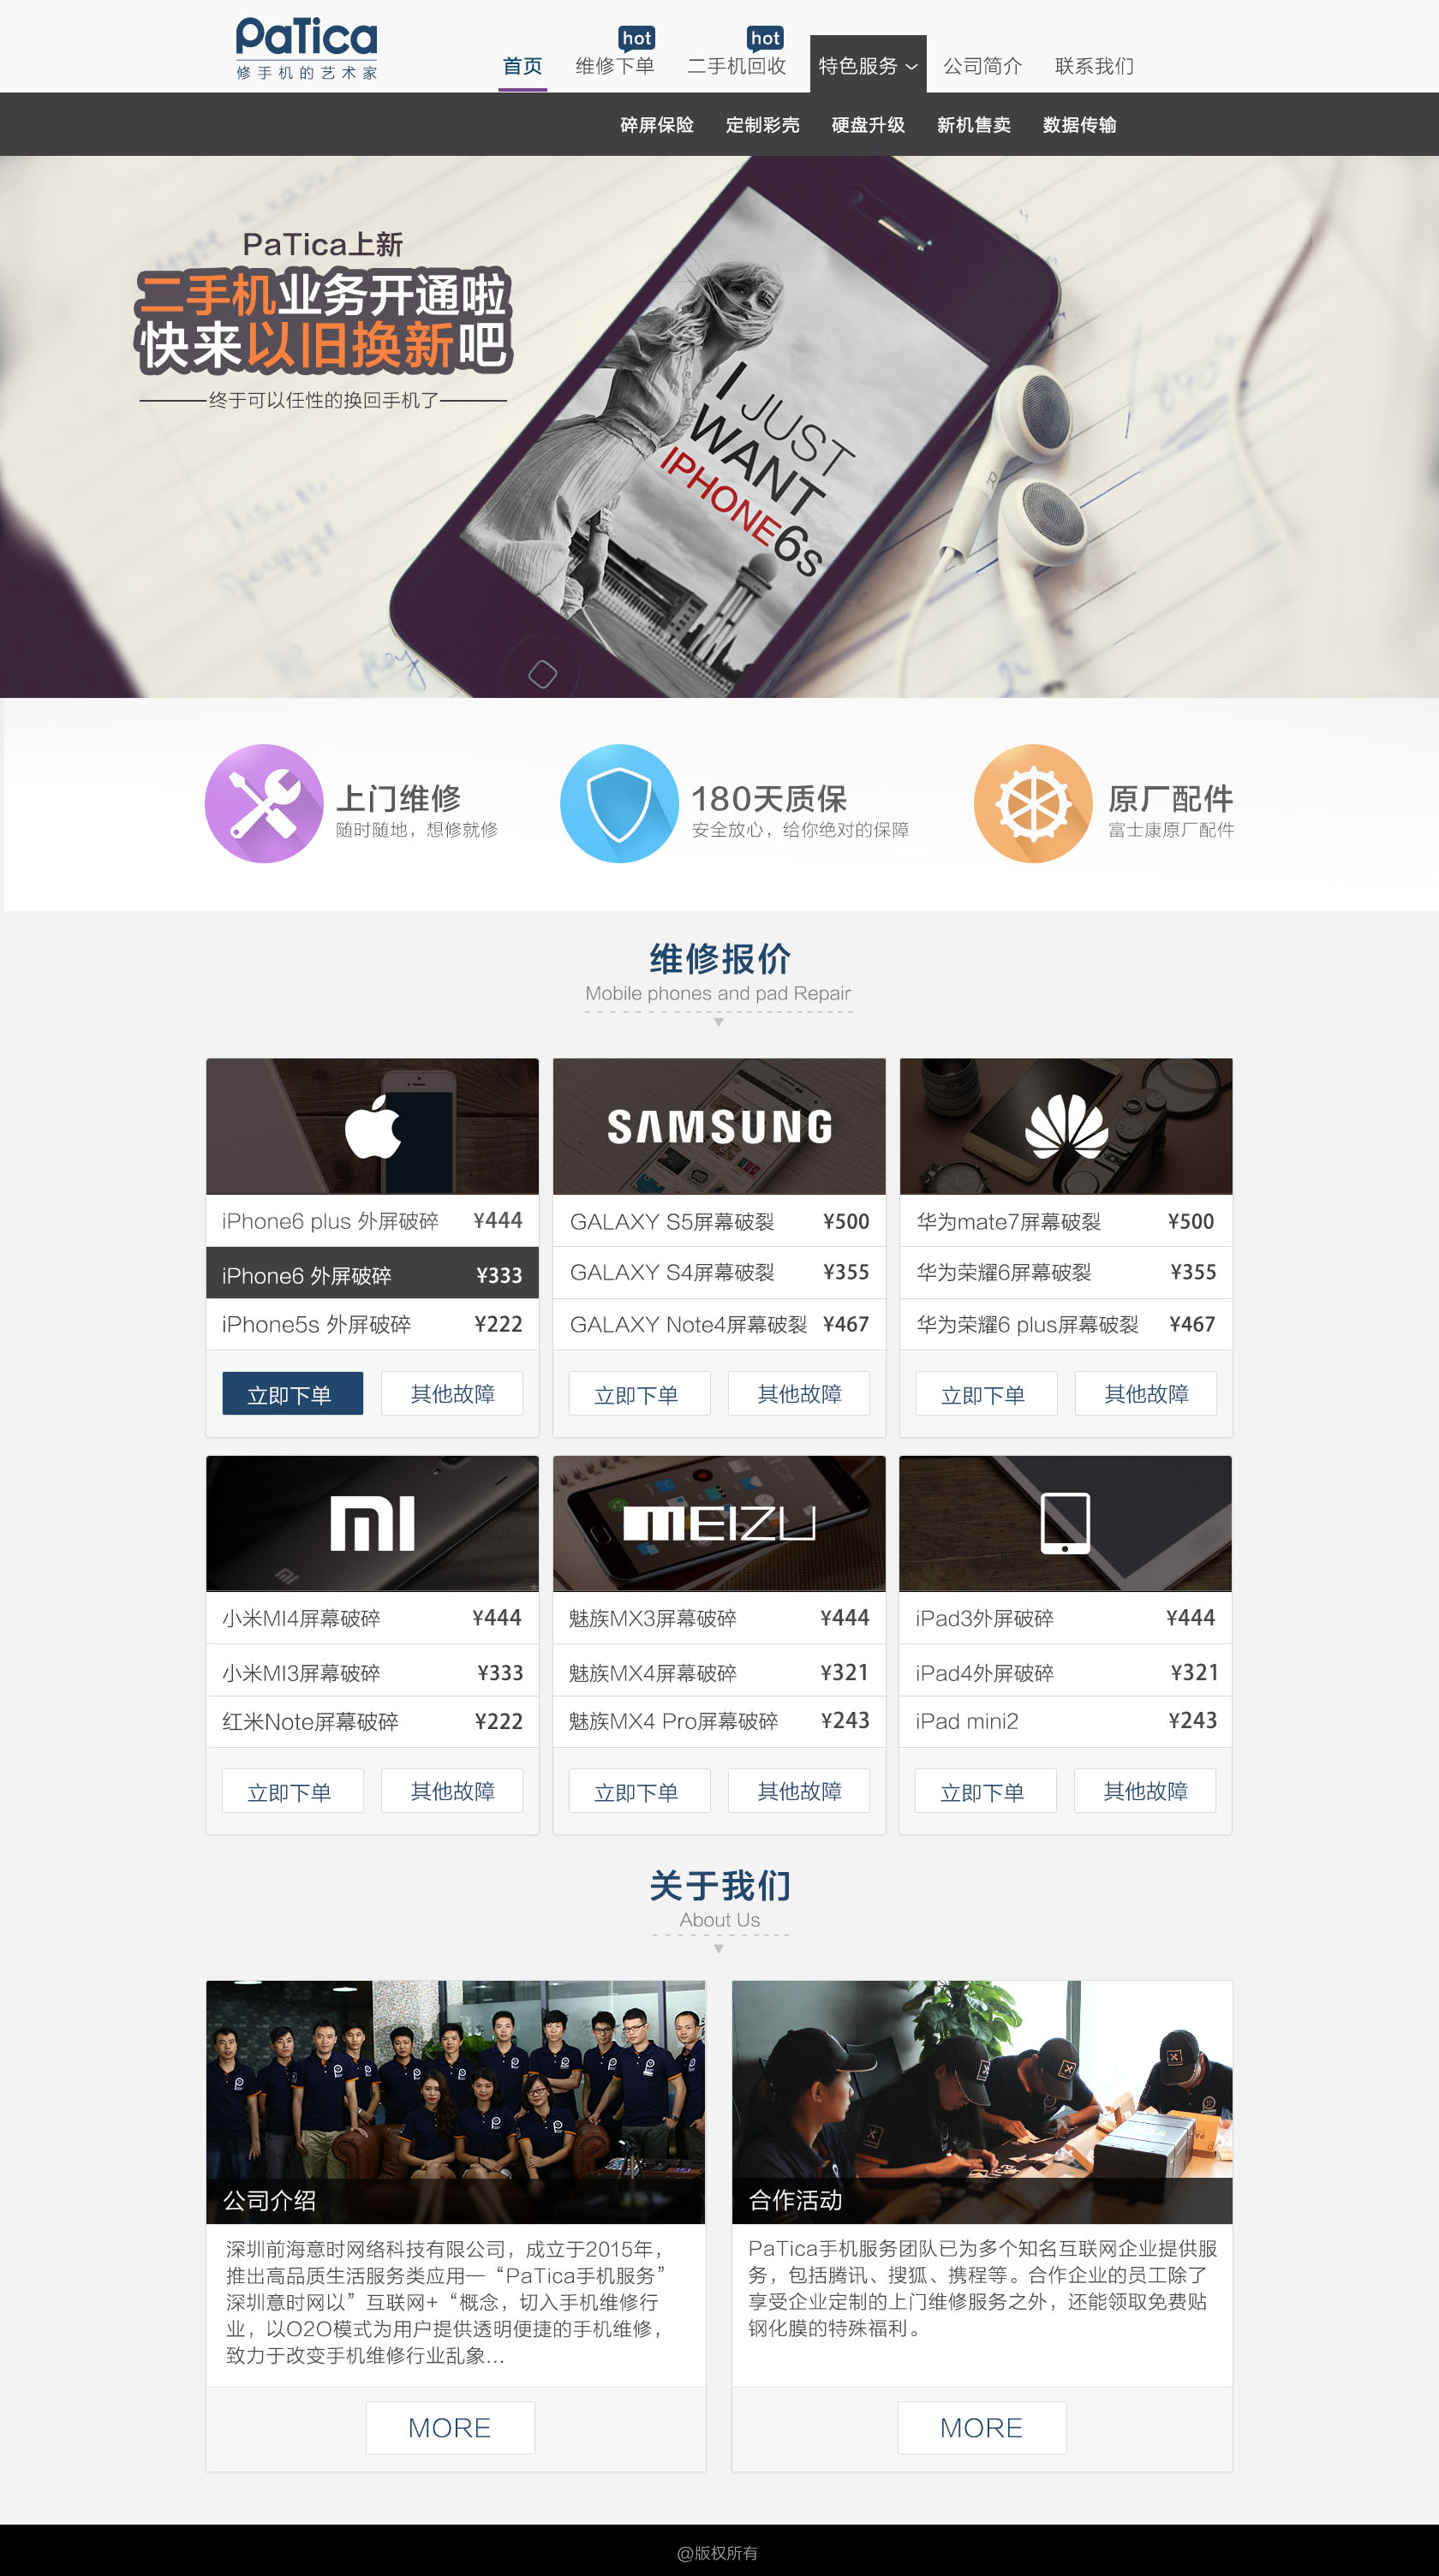 PaTica
修手机的艺术家
hot
hot
首页 维修下单 二手机回收 特色服务 公司简介 联系我们
碎屏保险 定制彩壳 硬盘升级 新机售卖 数据传输
PaTica上新
二手机业务开通啦
快来以旧换新吧
终于可以任性的换回手机了
I JUST
WANT
IPHONE6s
R
上门维修
随时随地，想修就修
180天质保
安全放心，给你绝对的保障
原厂配件
富士康原厂配件
维修报价
Mobile phones and pad Repair
SAMSUNG
iPhone6 plus 外屏破碎 ¥444
iPhone6 外屏破碎 ¥333
iPhone5s 外屏破碎 ¥222
立即下单 其他故障
GALAXY S5屏幕破裂 ¥500
GALAXY S4屏幕破裂 ¥355
GALAXY Note4屏幕破裂 ¥467
立即下单 其他故障
华为mate7屏幕破裂 ¥500
华为荣耀6屏幕破裂 ¥355
华为荣耀6 plus屏幕破裂 ¥467
立即下单 其他故障
MI
小米MI4屏幕破碎 ¥444
小米MI3屏幕破碎 ¥333
红米Note屏幕破碎 ¥222
立即下单 其他故障
MEIZU
魅族MX3屏幕破碎 ¥444
魅族MX4屏幕破碎 ¥321
魅族MX4 Pro屏幕破碎 ¥243
立即下单 其他故障
iPad3外屏破碎 ¥444
iPad4外屏破碎 ¥321
iPad mini2 ¥243
立即下单 其他故障
关于我们
About Us
公司介绍
深圳前海意时网络科技有限公司，成立于2015年，
推出高品质生活服务类应用—“PaTica手机服务”
深圳意时网以”互联网+“概念，切入手机维修行
业，以O2O模式为用户提供透明便捷的手机维修，
致力于改变手机维修行业乱象...
MORE
合作活动
PaTica手机服务团队已为多个知名互联网企业提供服
务，包括腾讯、搜狐、携程等。合作企业的员工除了
享受企业定制的上门维修服务之外，还能领取免费贴
钢化膜的特殊福利。
MORE
@版权所有